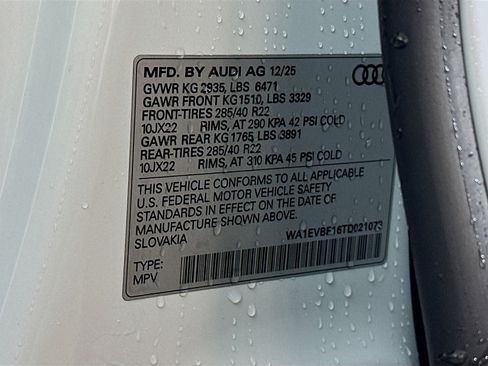 MFD. BY AUDI AG 12/25
GVWR KG 2935, LBS 6471
GAWR FRONT KG1510, LBS 3329
FRONT-TIRES 285/40 R22
10JX22 RIMS, AT 290 KPA 42 PSI COLD
GAWR REAR KG 1765, LBS 3891
REAR-TIRES 285/40 R22
10JX22 RIMS, AT 310 KPA 45 PSI COLD
THIS VEHICLE CONFORMS TO ALL APPLICABLE
U.S. FEDERAL MOTOR VEHICLE SAFETY
STANDARDS IN EFFECT ON THE DATE OF
MANUFACTURE SHOWN ABOVE.
SLOVAKIA
WA1EVBF16TD021073
TYPE:
MPV